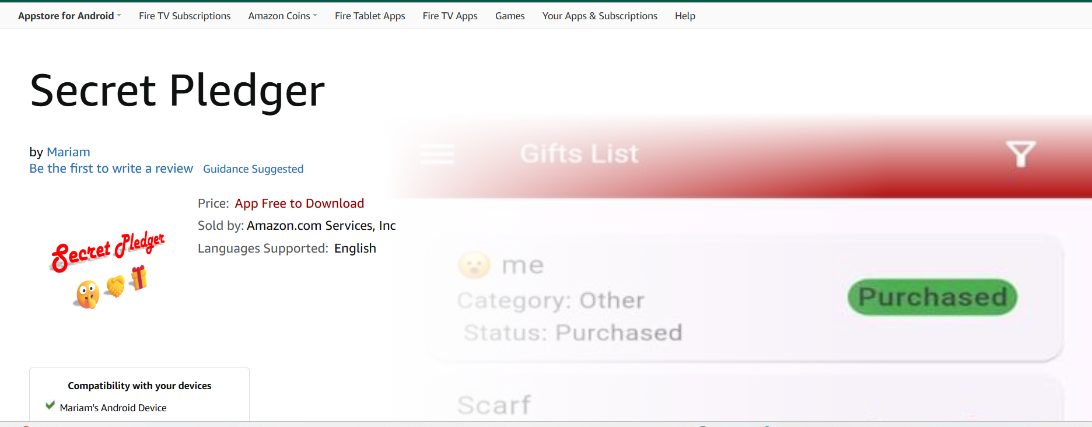 Appstore for Android Fire TV Subscriptions Amazon Coins Fire Tablet Apps Fire TV Apps Games Your Apps & Subscriptions Help
Secret Pledger
by Mariam
Be the first to write a review Guidance Suggested
Price: App Free to Download
Sold by: Amazon.com Services, Inc
Languages Supported: English
Secret Pledger
Compatibility with your devices
Mariam's Android Device
Gifts List
me
Category: Other
Status: Purchased
Purchased
Scarf